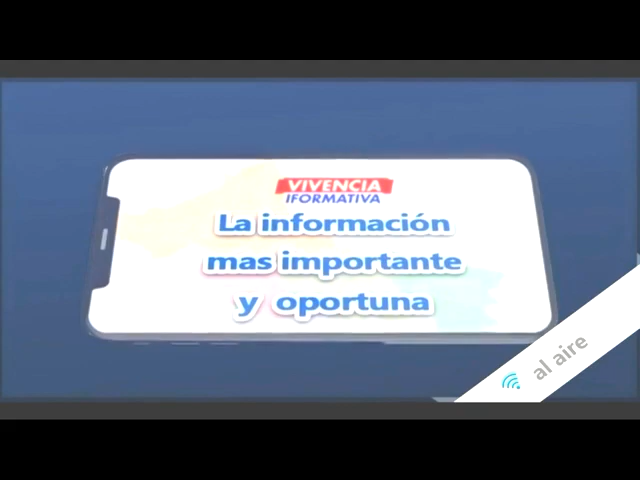 VIVENCIA
IFORMATIVA
La información
mas importante
y oportuna
al aire